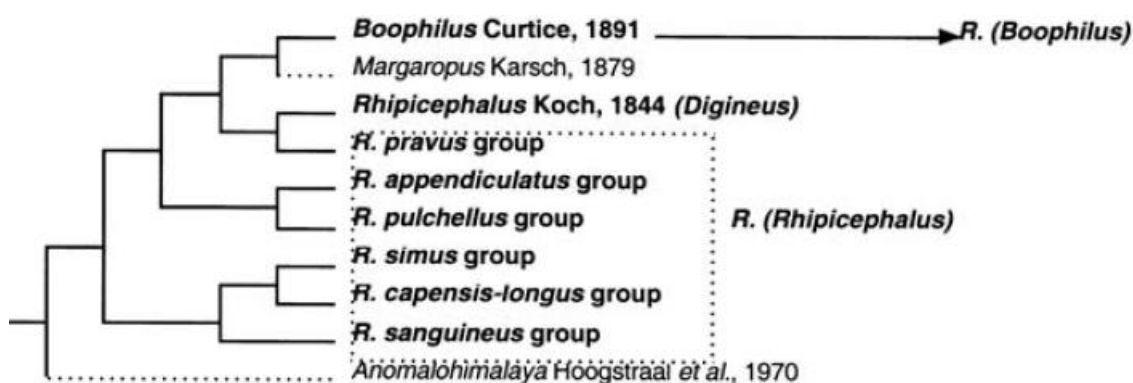 Boophilus Curtice, 1891 R. (Boophilus)
Margaropus Karsch, 1879
Rhipicephalus Koch, 1844 (Digineus)
R. pravus group
R. appendiculatus group
R. pulchellus group
R. (Rhipicephalus)
R. simus group
R. capensis-longus group
R. sanguineus group
Anomalohimalaya Hoogstraal et al., 1970